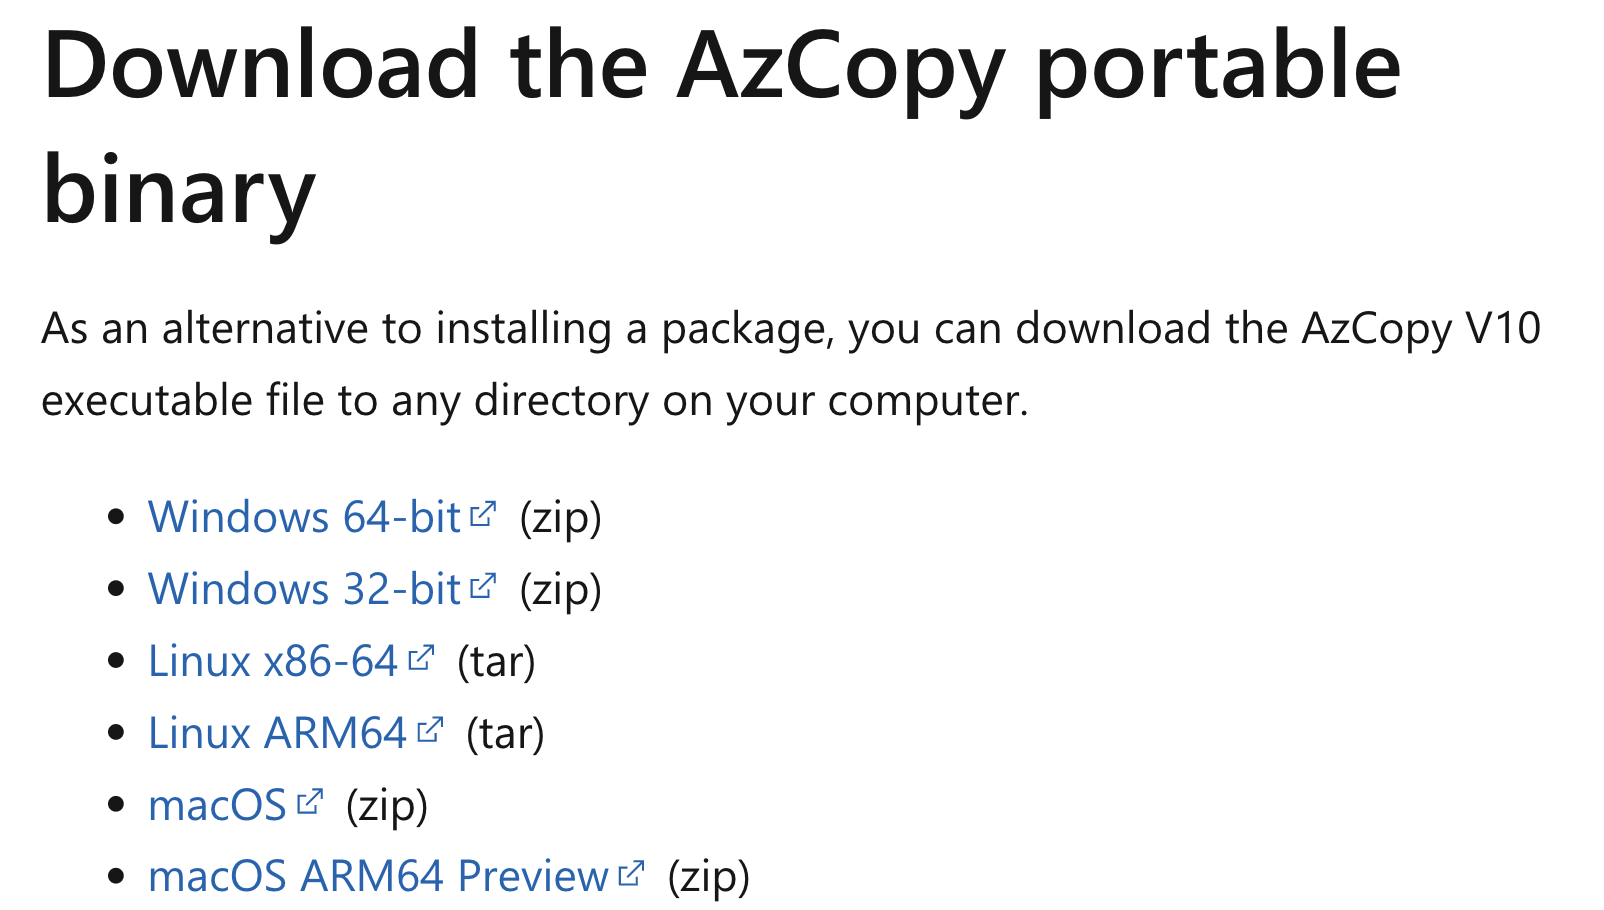 Download the AzCopy portable
binary
As an alternative to installing a package, you can download the AzCopy V10
executable file to any directory on your computer.
• Windows 64-bit (zip)
• Windows 32-bit (zip)
• Linux x86-64 (tar)
• Linux ARM64 (tar)
• macOS (zip)
• macOS ARM64 Preview (zip)